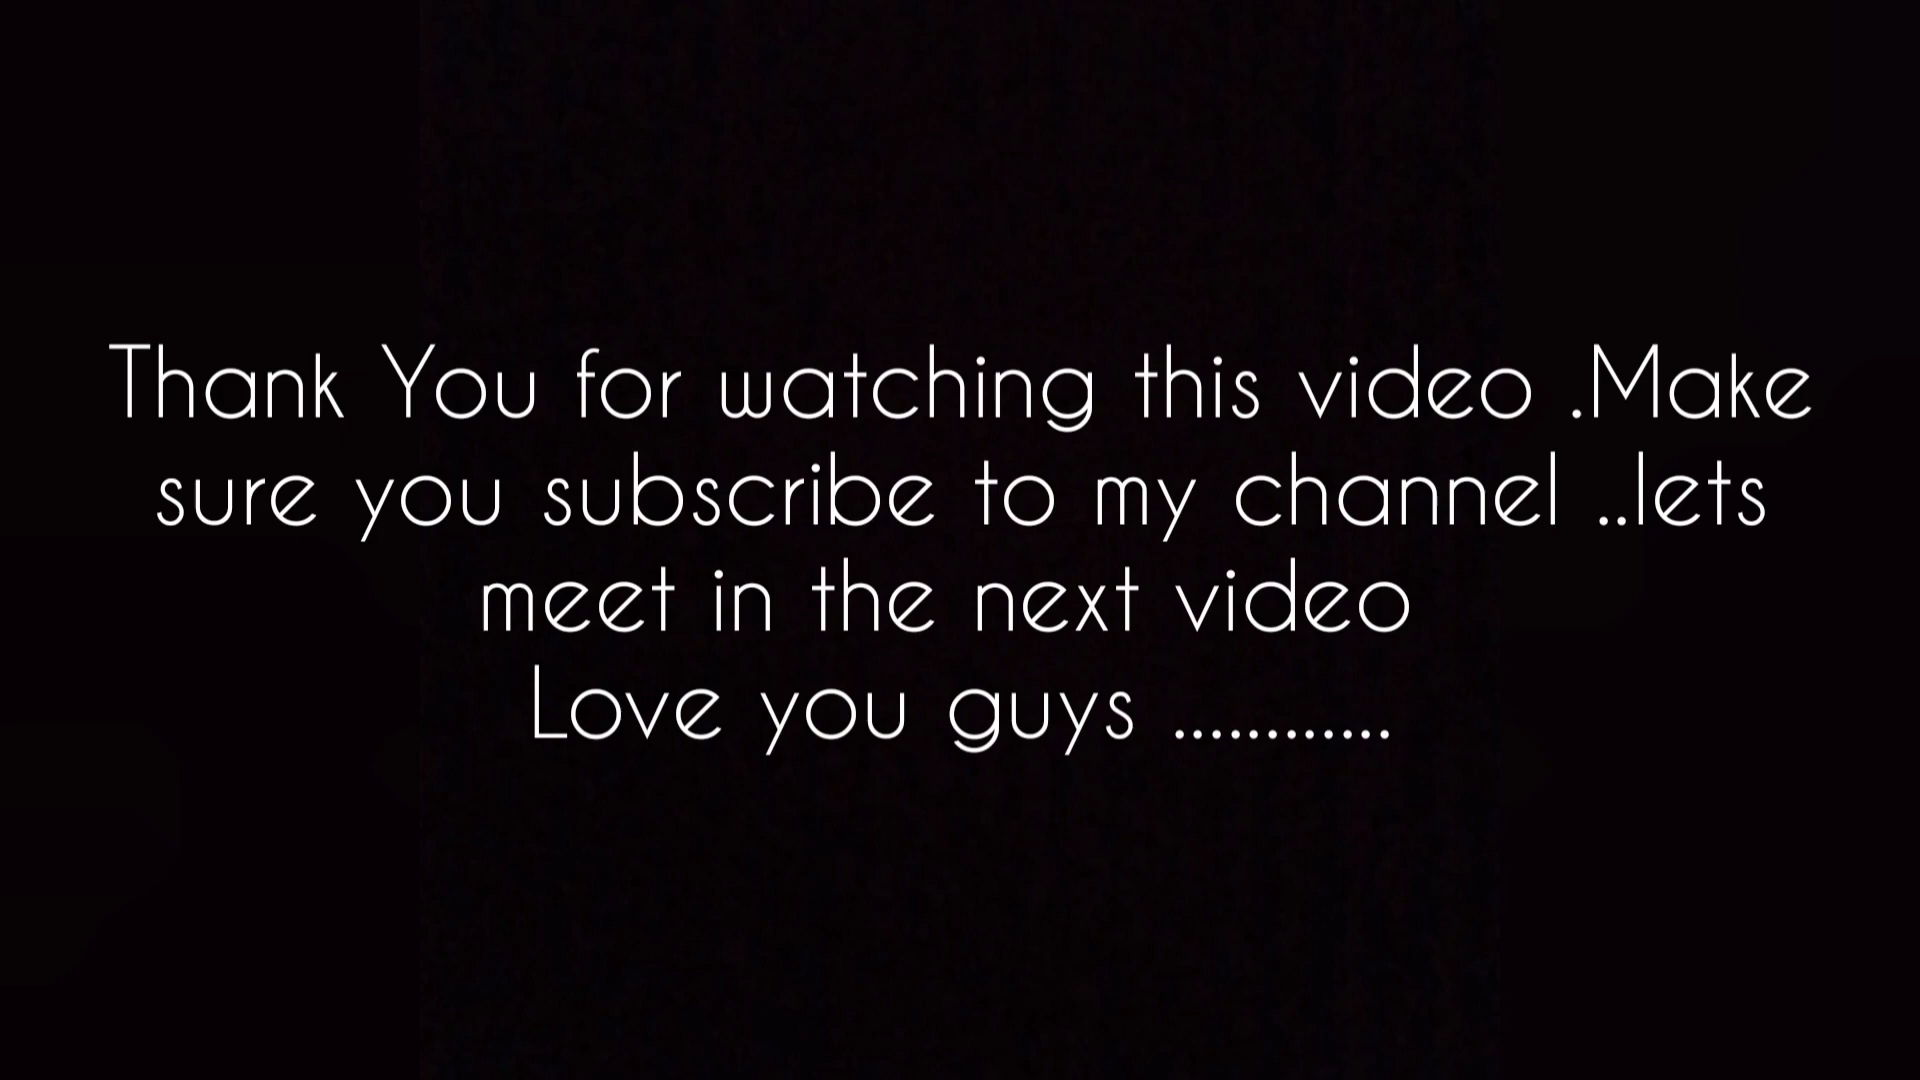 Thank You for watching this video .Make
sure you subscribe to my channel ..lets
meet in the next video
Love you guys ............